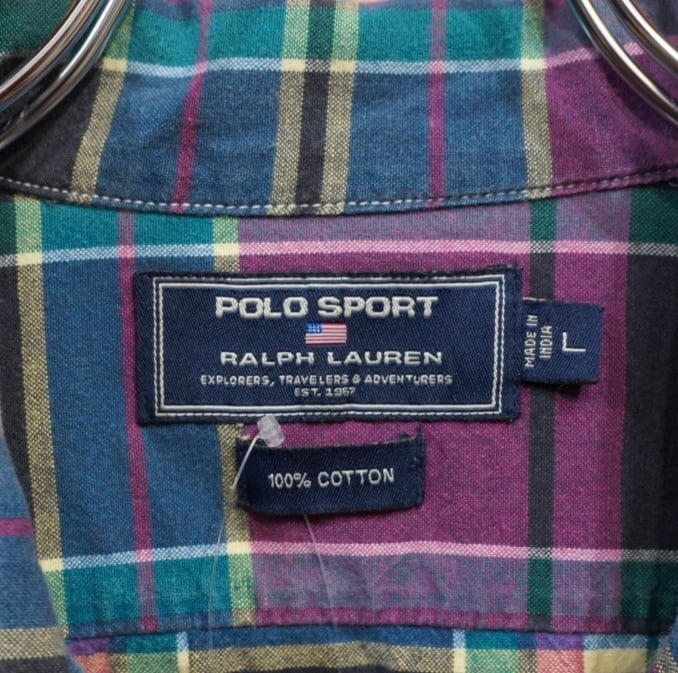 POLO SPORT
RALPH LAUREN
EXPLORERS, TRAVELERS & ADVENTURERS
EST. 1967
MADE IN
INDIA
L
100% COTTON